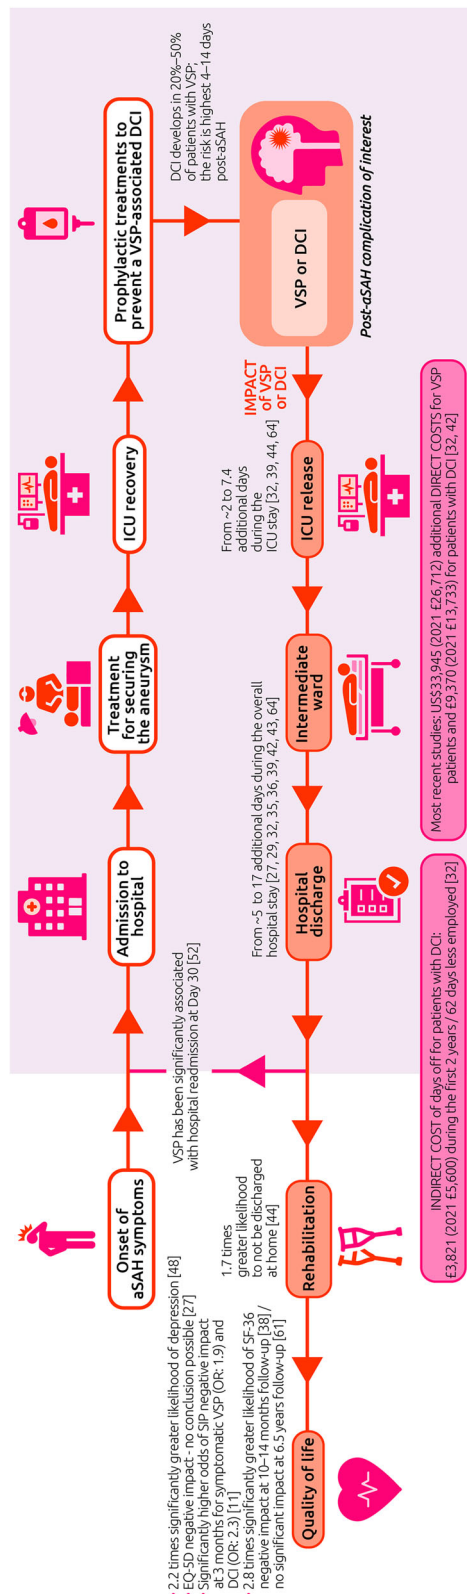 Onset of
aSAH symptoms
Admission to
hospital
Treatment
for securing
the aneurysm
ICU recovery
Prophylactic treatments to
prevent a VSP-associated DCI
DCI develops in 20%–50%
of patients with VSP;
the risk is highest 4–14 days
post-aSAH
VSP or DCI
Post-aSAH complication of interest
IMPACT
of VSP
or DCI
From ~2 to 7.4
additional days
during the
ICU stay [32, 39, 44, 64]
ICU release
Intermediate
ward
From ~5 to 17 additional days during the overall
hospital stay [27, 29, 32, 35, 36, 39, 42, 43, 64]
Hospital
discharge
VSP has been significantly associated
with hospital readmission at Day 30 [52]
1.7 times
greater likelihood
to not be discharged
at home [44]
Rehabilitation
· 2.2 times significantly greater likelihood of depression [48]
· EQ-5D negative impact - no conclusion possible [27]
· Significantly higher odds of SIP negative impact
at 3 months for symptomatic VSP (OR: 1.9) and
DCI (OR: 2.3) [11]
· 2.8 times significantly greater likelihood of SF-36
negative impact at 10–14 months follow-up [38] /
no significant impact at 6.5 years follow-up [61]
Quality of life
INDIRECT COST of days off for patients with DCI:
£3,821 (2021 £5,600) during the first 2 years / 62 days less employed [32]
Most recent studies: US$33,945 (2021 £26,712) additional DIRECT COSTS for VSP
patients and £9,370 (2021 £13,733) for patients with DCI [32, 42]